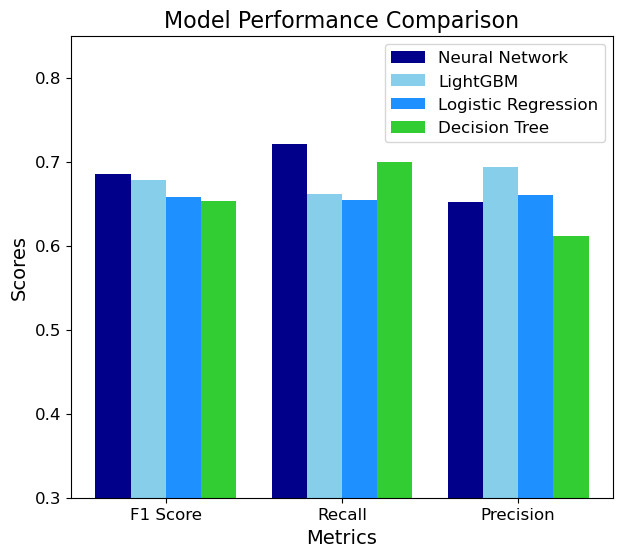 Model Performance Comparison
Neural Network
LightGBM
Logistic Regression
Decision Tree
0.8
0.7
0.6
0.5
0.4
0.3
Scores
F1 Score Recall Precision
Metrics